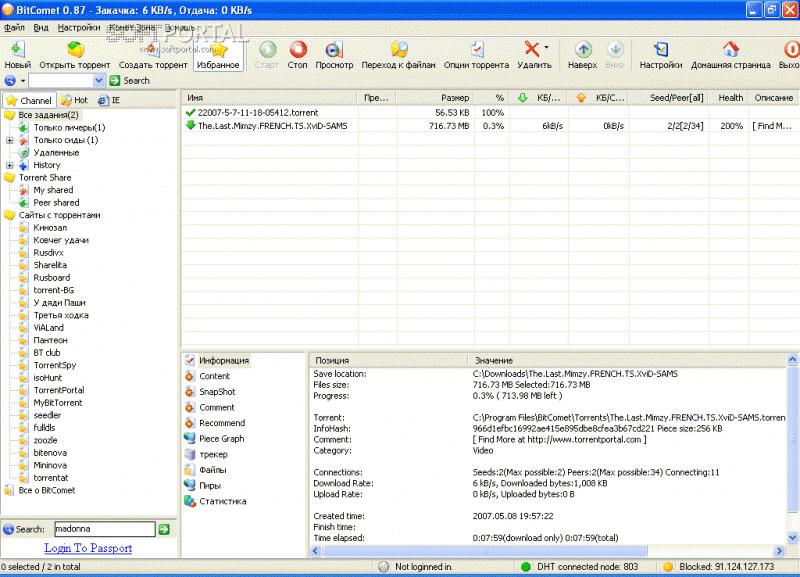 BitComet 0.87 - Закачка: 6 KB/s, Отдача: 0 KB/s
Файл Вид Настройки Комет Зона Помощь
SOFTPORTAL
www.softportal.com
Новый Открыть торрент Создать торрент Избранное Старт Стоп Просмотр Переход к файлам Опции торрента Удалить Наверх Вниз Настройки Домашняя страница Выхо
Search
Channel Hot IE
Все задания(2)
Только личеры(1)
Только сиды (1)
Удаленные
History
Torrent Share
My shared
Peer shared
Сайты с торрентами
Кинозал
Ковчег удачи
Rusdivx
Sharelita
Rusboard
torrent-BG
У дяди Паши
Третья ходка
ViALand
Пантеон
BT club
TorrentSpy
isoHunt
TorrentPortal
MyBitTorrent
seedler
fulldls
zoozle
bitenova
Mininova
torrentat
Все о BitComet
Search: madonna
Login To Passport
Имя Пре... Размер % КБ/... КБ/С... Seed/Peer[all] Health Описание
22007-5-7-11-18-05412.torrent 56.53 KB 100%
The.Last.Mimzy.FRENCH.TS.XviD-SAMS 716.73 MB 0.3% 6kB/s 0kB/s 2/2[2/34] 200% [ Find M...
Информация
Content
SnapShot
Comment
Recommend
Piece Graph
трекер
Файлы
Пиры
Статистика
Позиция Значение
Save location: C:\Downloads\The.Last.Mimzy.FRENCH.TS.XviD-SAMS
Files size: 716.73 MB Selected:716.73 MB
Progress: 0.3% ( 713.98 MB left )
Torrent: C:\Program Files\BitComet\Torrents\The.Last.Mimzy.FRENCH.TS.XviD-SAMS.torren
InfoHash: 966d1efbc16992ae415e895dbe8cfea3b67cd221 Piece size:256 KB
Comment: [ Find More at http://www.torrentportal.com ]
Category: Video
Connections: Seeds:2(Max possible:2) Peers:2(Max possible:34) Connecting:11
Download Rate: 6 kB/s, Downloaded bytes:1,008 KB
Upload Rate: 0 kB/s, Uploaded bytes:0 B
Created time: 2007.05.08 19:57:22
Finish time:
Time elapsed: 0:07:59(download only) 0:07:59(total)
0 selected / 2 in total Not loginned in. DHT connected node: 803 Blocked: 91.124.127.173